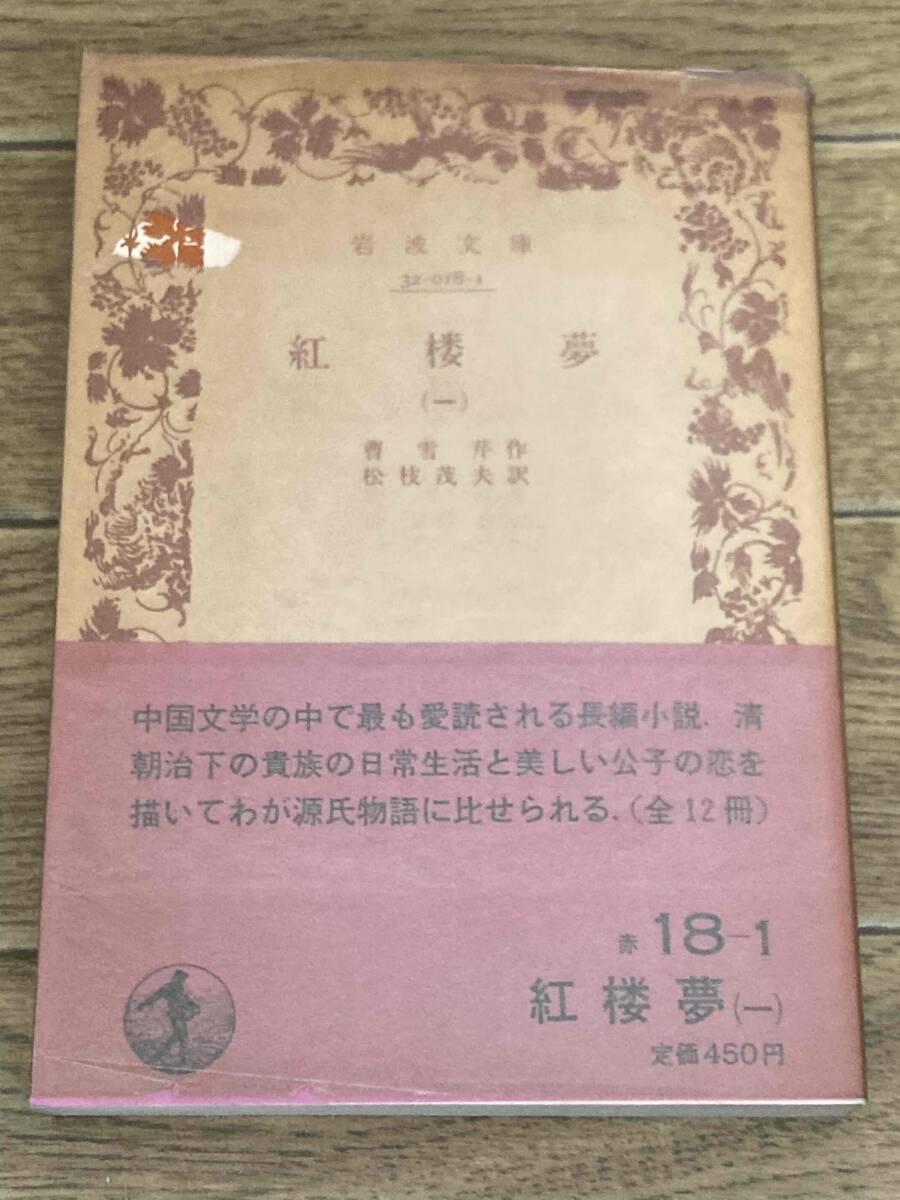 岩波文庫
32-018-1
紅楼夢
(一)
曹雪芹作
松枝茂夫訳
中国文学の中で最も愛読される長編小説．清
朝治下の貴族の日常生活と美しい公子の恋を
描いてわが源氏物語に比せられる．(全12冊)
赤 18-1
紅楼夢(一)
定価450円